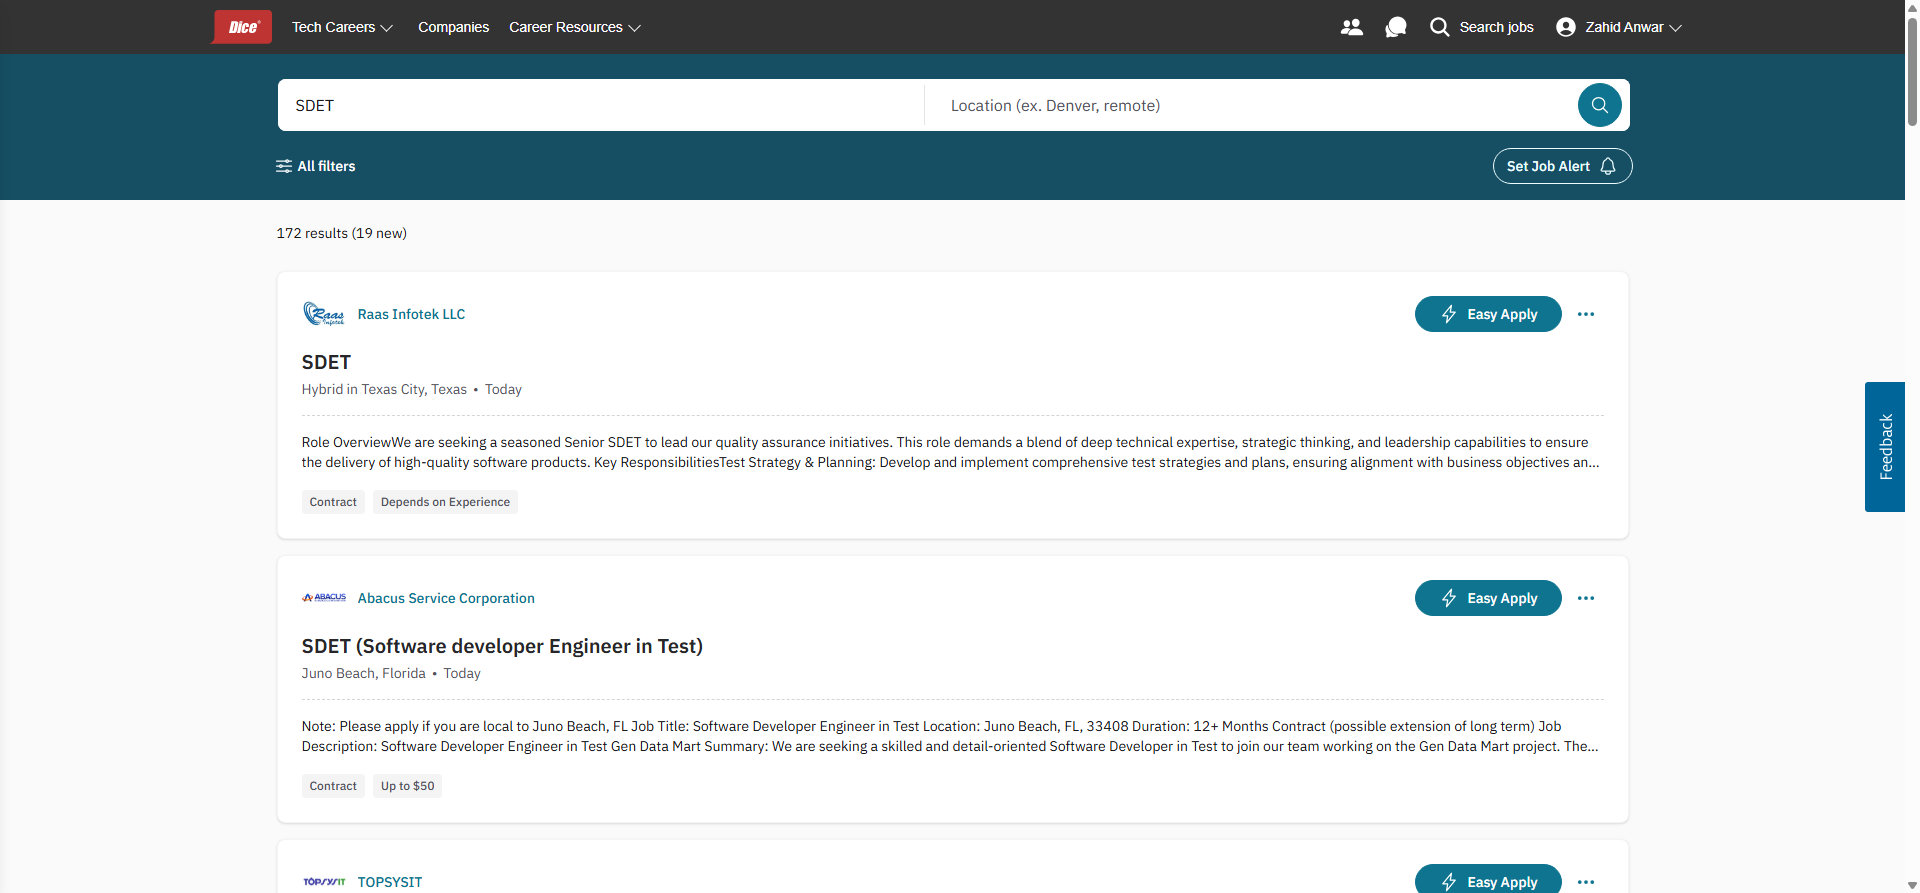 Dice
Tech Careers
Companies
Career Resources
Search jobs
Zahid Anwar
SDET
Location (ex. Denver, remote)
All filters
Set Job Alert
172 results (19 new)
Raas Infotek
Raas Infotek LLC
Easy Apply
SDET
Hybrid in Texas City, Texas • Today
Role OverviewWe are seeking a seasoned Senior SDET to lead our quality assurance initiatives. This role demands a blend of deep technical expertise, strategic thinking, and leadership capabilities to ensure
the delivery of high-quality software products. Key ResponsibilitiesTest Strategy & Planning: Develop and implement comprehensive test strategies and plans, ensuring alignment with business objectives an...
Contract
Depends on Experience
Feedback
ABACUS
Abacus Service Corporation
Easy Apply
SDET (Software developer Engineer in Test)
Juno Beach, Florida • Today
Note: Please apply if you are local to Juno Beach, FL Job Title: Software Developer Engineer in Test Location: Juno Beach, FL, 33408 Duration: 12+ Months Contract (possible extension of long term) Job
Description: Software Developer Engineer in Test Gen Data Mart Summary: We are seeking a skilled and detail-oriented Software Developer in Test to join our team working on the Gen Data Mart project. The...
Contract
Up to $50
TOPSYSIT
TOPSYSIT
Easy Apply